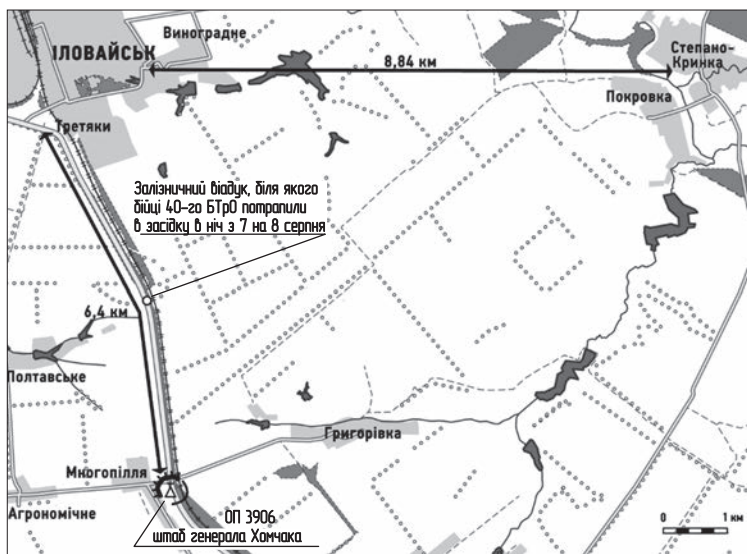 Виноградне
ІЛОВАЙСЬК
8,84 км
Степано-
Кринка
Покровка
Третяки
Залізничний віадук, біля якого
бійці 40-го БТрО потрапили
в засідку в ніч з 7 на 8 серпня
6,4 км
Полтавське
Григорівка
Многопілля
Агрономічне
ОП 3906
штаб генерала Хомчака
0 1 км